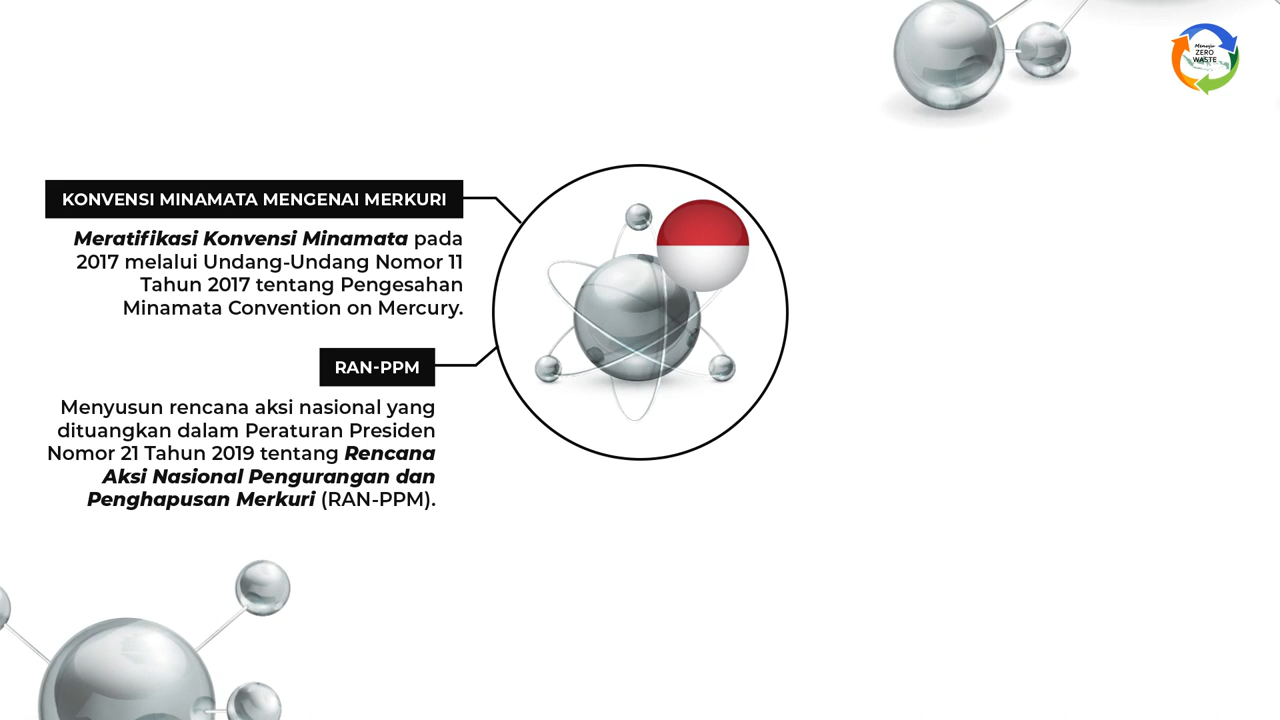 Menuju
ZERO
WASTE
KONVENSI MINAMATA MENGENAI MERKURI
Meratifikasi Konvensi Minamata pada
2017 melalui Undang-Undang Nomor 11
Tahun 2017 tentang Pengesahan
Minamata Convention on Mercury.
RAN-PPM
Menyusun rencana aksi nasional yang
dituangkan dalam Peraturan Presiden
Nomor 21 Tahun 2019 tentang Rencana
Aksi Nasional Pengurangan dan
Penghapusan Merkuri (RAN-PPM).